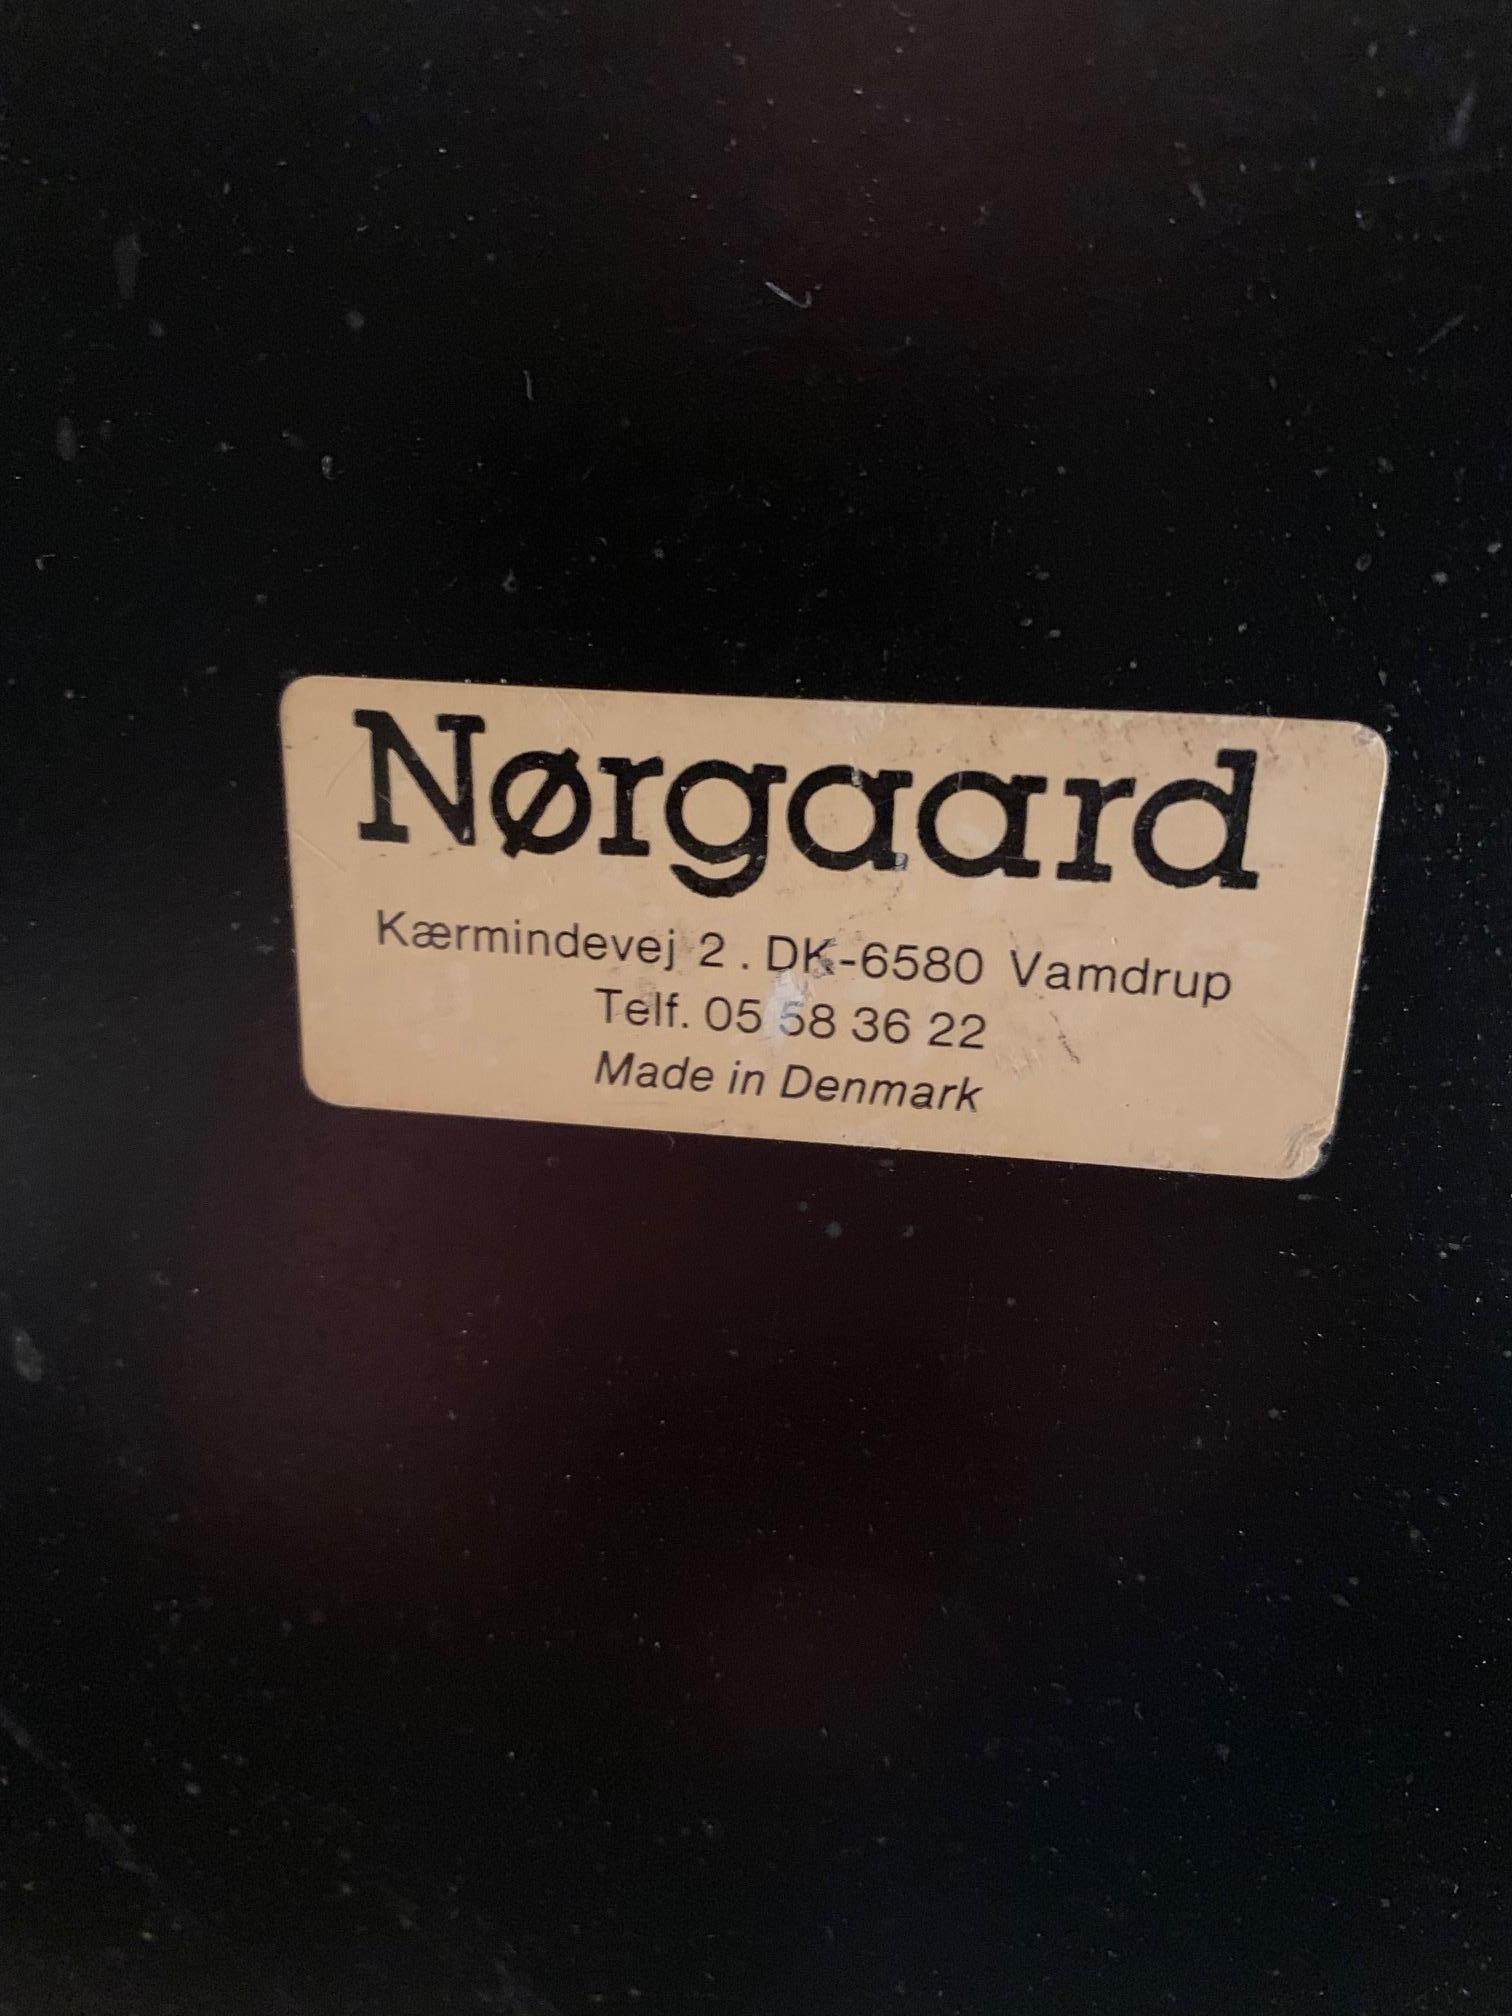 Nørgaard
Kærmindevej 2 . DK-6580 Vamdrup
Telf. 05 58 36 22
Made in Denmark